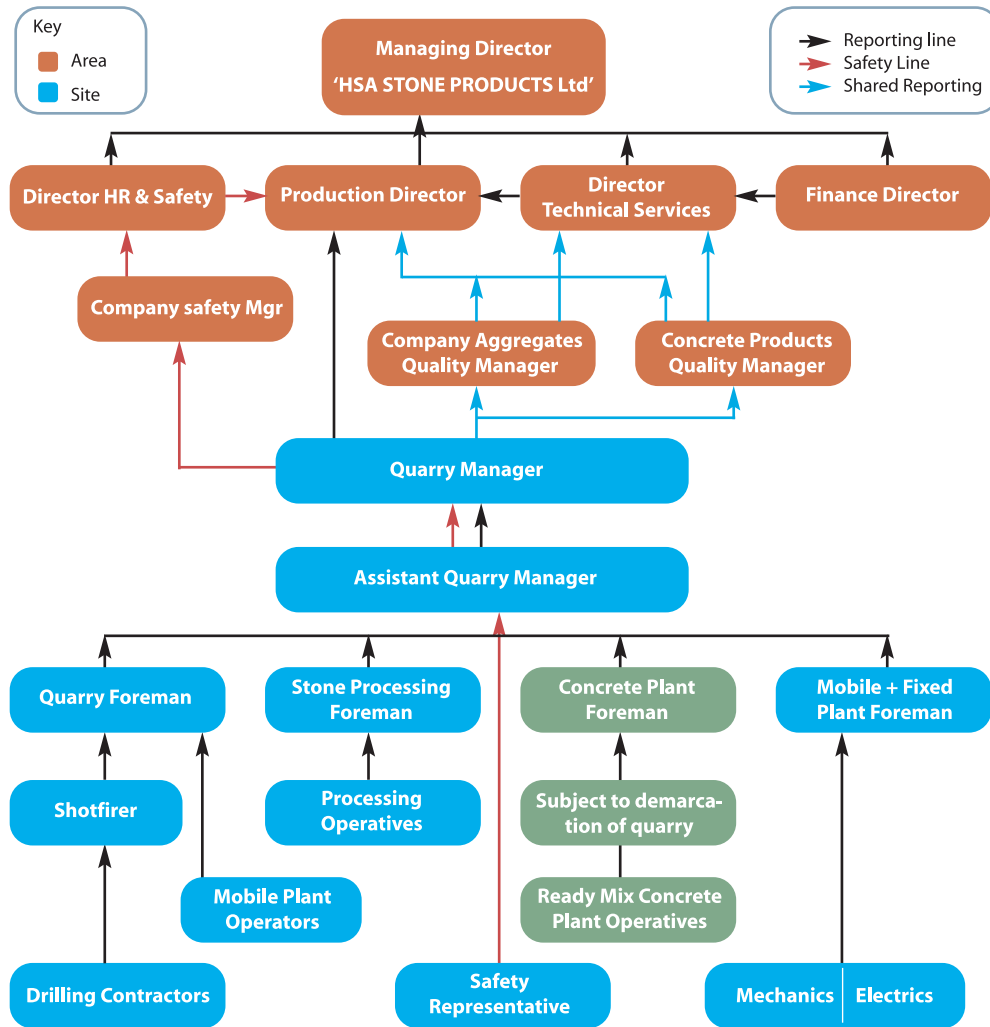 Key
Area
Site
Managing Director
‘HSA STONE PRODUCTS Ltd’
Reporting line
Safety Line
Shared Reporting
Director HR & Safety
Production Director
Director
Technical Services
Finance Director
Company safety Mgr
Company Aggregates
Quality Manager
Concrete Products
Quality Manager
Quarry Manager
Assistant Quarry Manager
Quarry Foreman
Stone Processing
Foreman
Concrete Plant
Foreman
Mobile + Fixed
Plant Foreman
Shotfirer
Processing
Operatives
Subject to demarca-
tion of quarry
Mobile Plant
Operators
Ready Mix Concrete
Plant Operatives
Drilling Contractors
Safety
Representative
Mechanics
Electrics